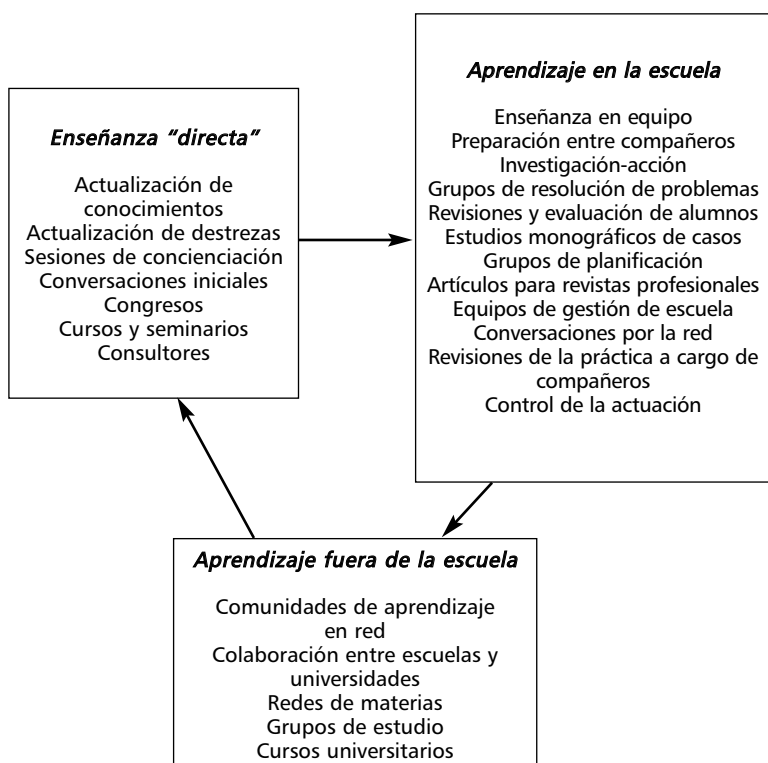 Enseñanza “directa”
Actualización de
conocimientos
Actualización de destrezas
Sesiones de concienciación
Conversaciones iniciales
Congresos
Cursos y seminarios
Consultores
Aprendizaje en la escuela
Enseñanza en equipo
Preparación entre compañeros
Investigación-acción
Grupos de resolución de problemas
Revisiones y evaluación de alumnos
Estudios monográficos de casos
Grupos de planificación
Artículos para revistas profesionales
Equipos de gestión de escuela
Conversaciones por la red
Revisiones de la práctica a cargo de
compañeros
Control de la actuación
Aprendizaje fuera de la escuela
Comunidades de aprendizaje
en red
Colaboración entre escuelas y
universidades
Redes de materias
Grupos de estudio
Cursos universitarios